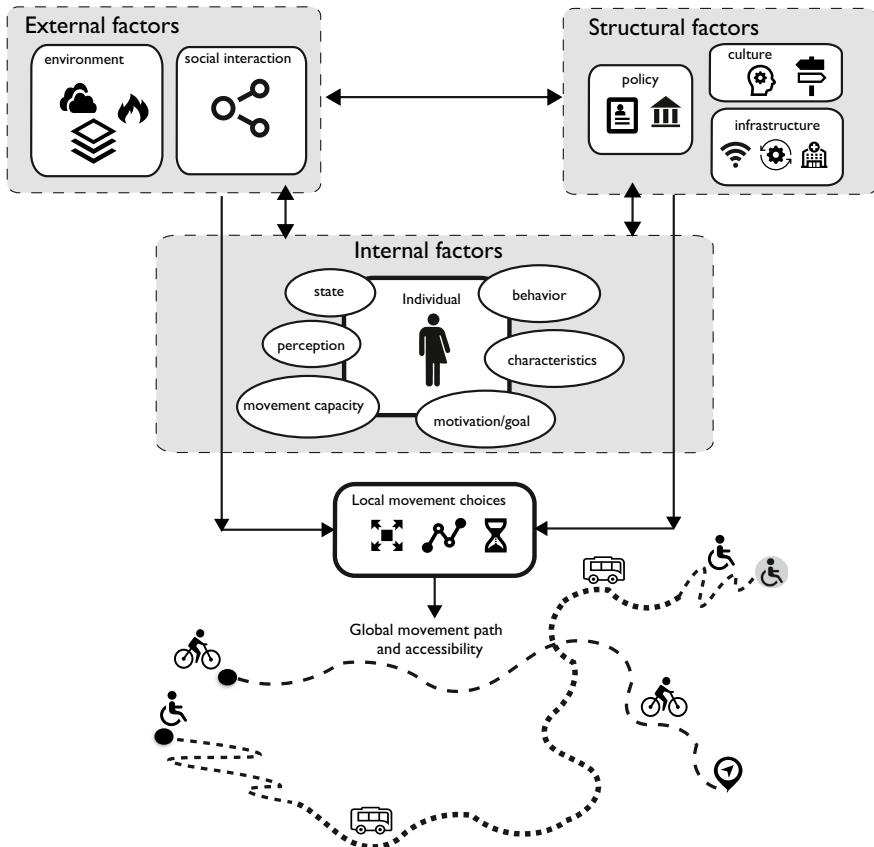 External factors
environment
social interaction
Structural factors
policy
culture
infrastructure
Internal factors
state
perception
movement capacity
Individual
behavior
characteristics
motivation/goal
Local movement choices
Global movement path
and accessibility